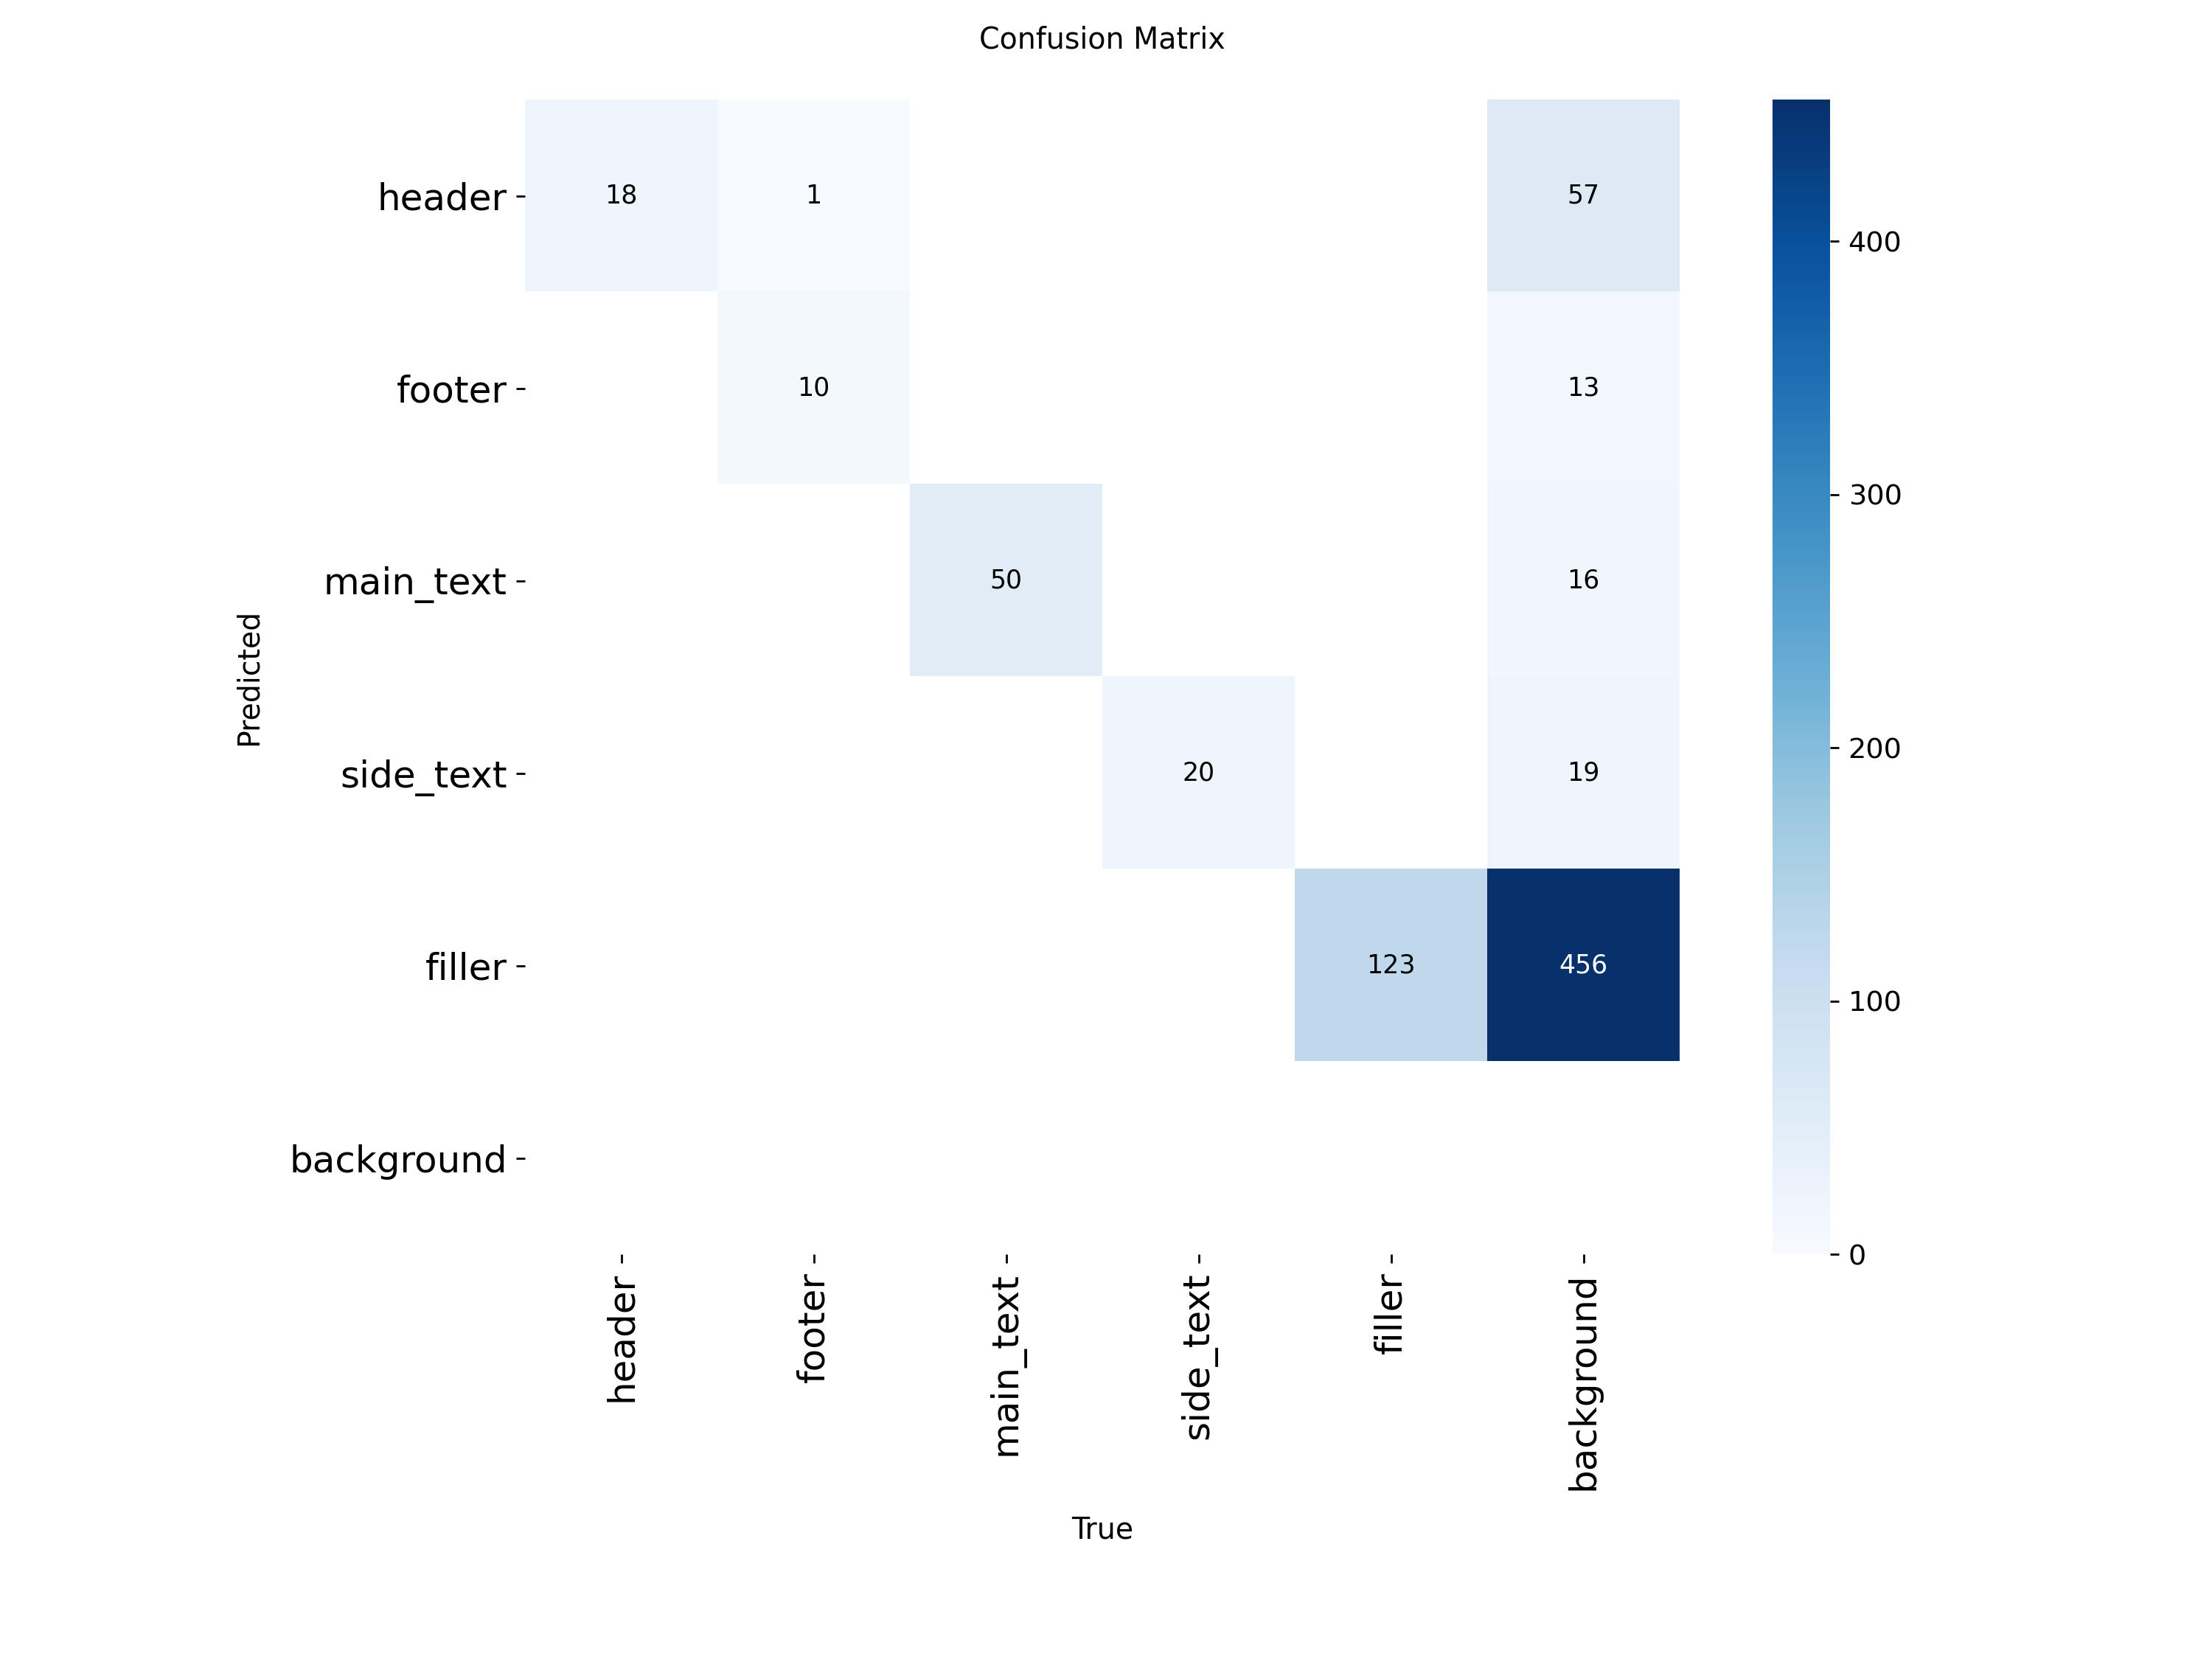 Confusion Matrix
header
18
1
57
footer
10
13
main_text
50
16
side_text
20
19
filler
123
456
background
header
footer
main_text
side_text
filler
background
Predicted
True
400
300
200
100
0